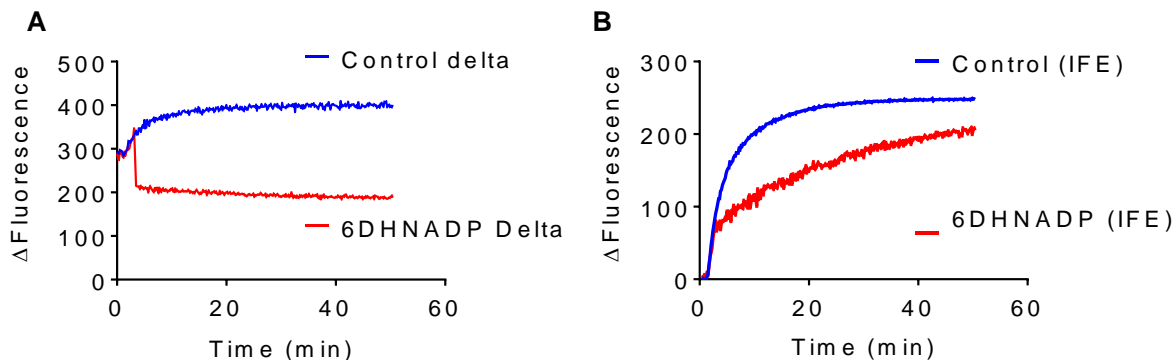 A
Control delta
500
400
300
200
100
0
ΔFluorescence
6DHNADP Delta
0 20 40 60
Time (min)
B
Control (IFE)
300
200
100
0
ΔFluorescence
6DHNADP (IFE)
0 20 40 60
Time (min)